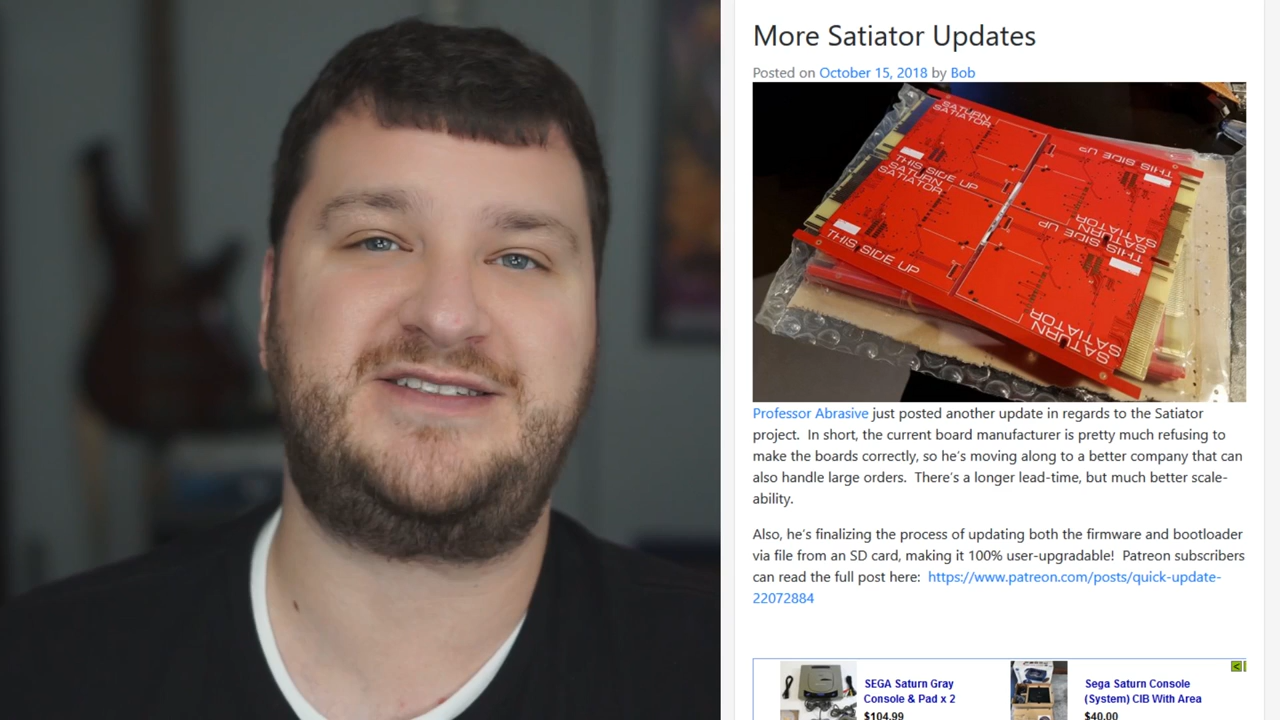 More Satiator Updates
Posted on October 15, 2018 by Bob
SATURN
SATIATOR
THIS SIDE UP
THIS SIDE UP
SATURN
SATIATOR
THIS SIDE UP
SATURN
SATIATOR
THIS SIDE UP
SATURN
SATIATOR
Professor Abrasive just posted another update in regards to the Satiator
project. In short, the current board manufacturer is pretty much refusing to
make the boards correctly, so he's moving along to a better company that can
also handle large orders. There's a longer lead-time, but much better scale-
ability.
Also, he's finalizing the process of updating both the firmware and bootloader
via file from an SD card, making it 100% user-upgradable! Patreon subscribers
can read the full post here: https://www.patreon.com/posts/quick-update-
22072884
SEGA Saturn Gray
Console & Pad x 2
$104.99
Sega Saturn Console
(System) CIB With Area
$40.00